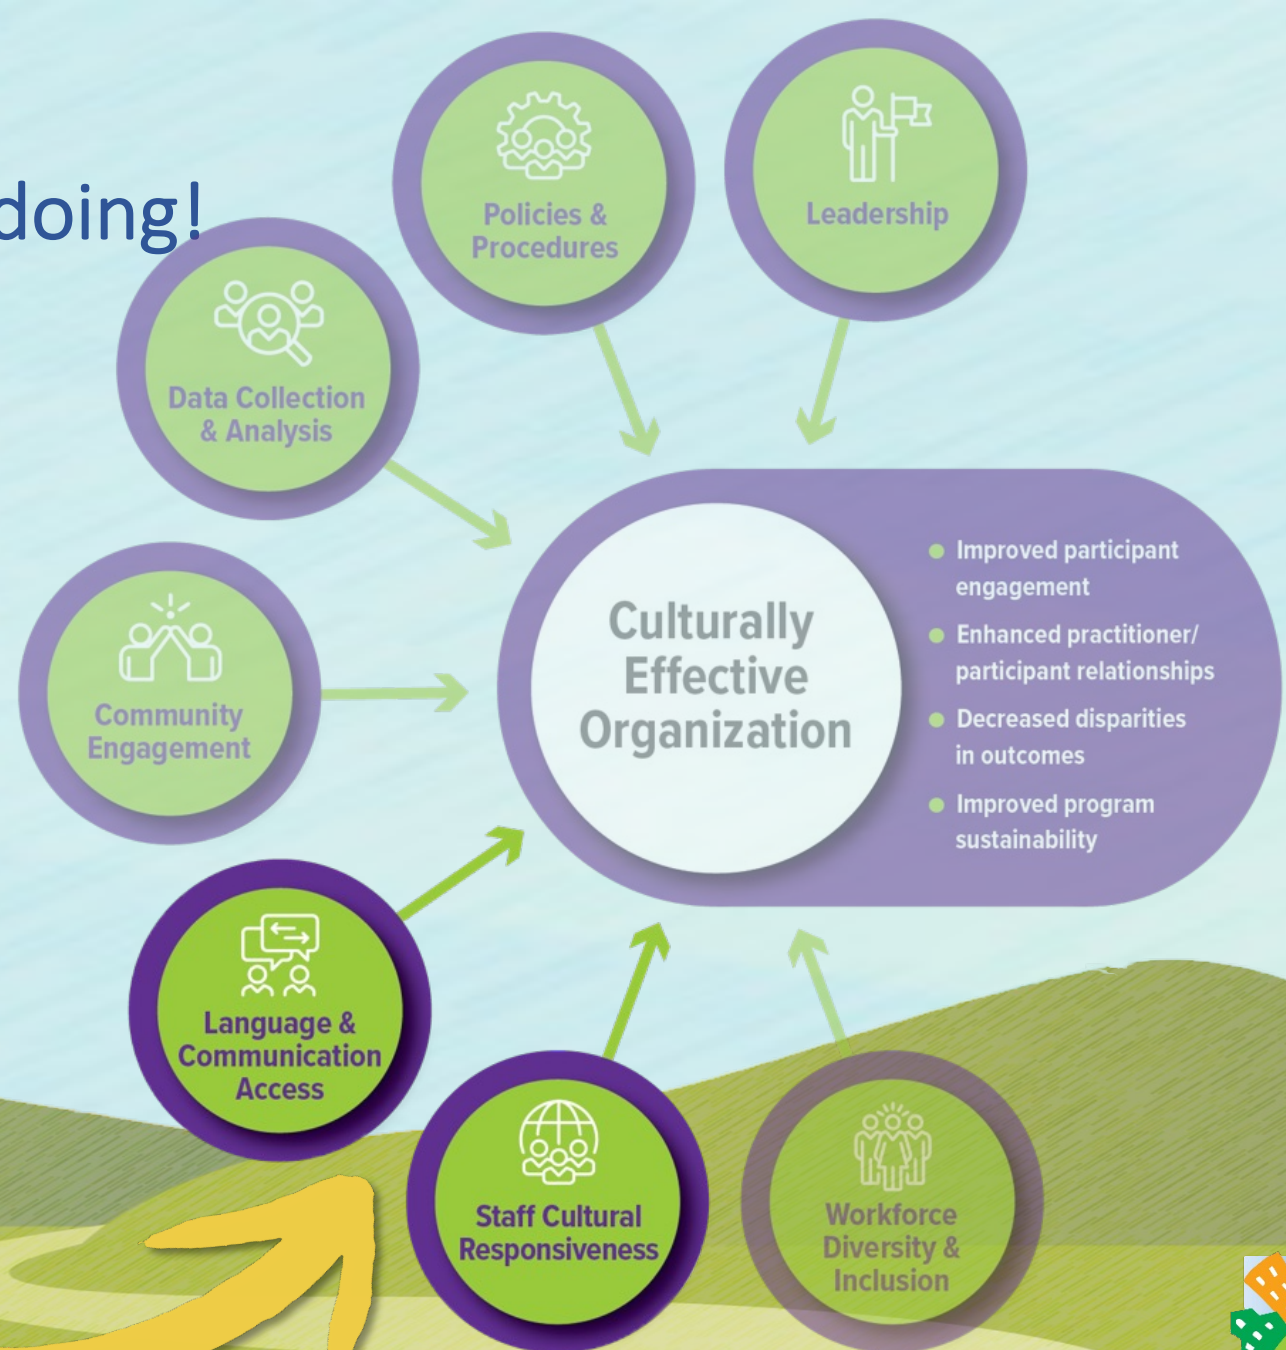 doing!
Policies &
Procedures
Leadership
Data Collection
& Analysis
Community
Engagement
Language &
Communication
Access
Staff Cultural
Responsiveness
Workforce
Diversity &
Inclusion
Culturally
Effective
Organization
Improved participant
engagement
Enhanced practitioner/
participant relationships
Decreased disparities
in outcomes
Improved program
sustainability